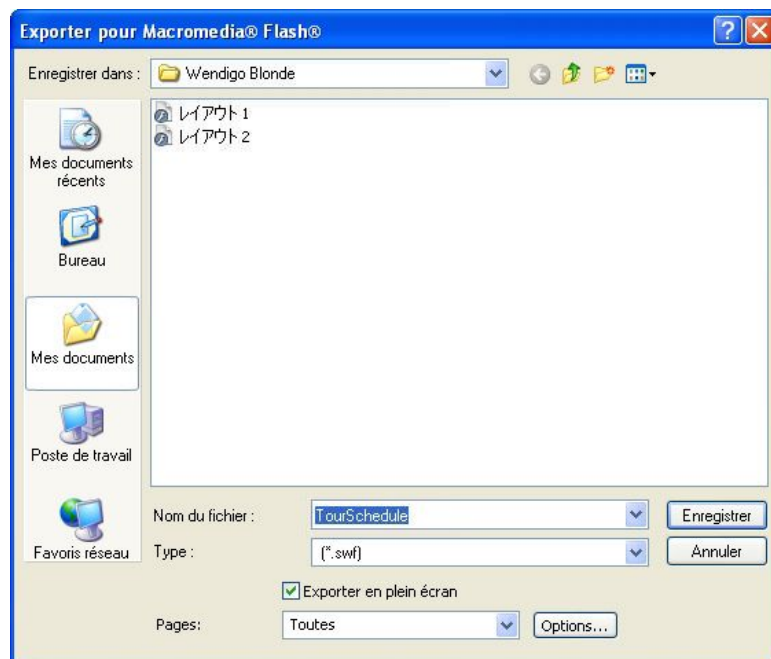 Exporter pour Macromedia® Flash®
Enregistrer dans : Wendigo Blonde
レイアウト1
レイアウト2
Mes documents
récents
Bureau
Mes documents
Poste de travail
Favoris réseau
Nom du fichier : TourSchedule Enregistrer
Type : (*.swf) Annuler
Exporter en plein écran
Pages: Toutes Options...